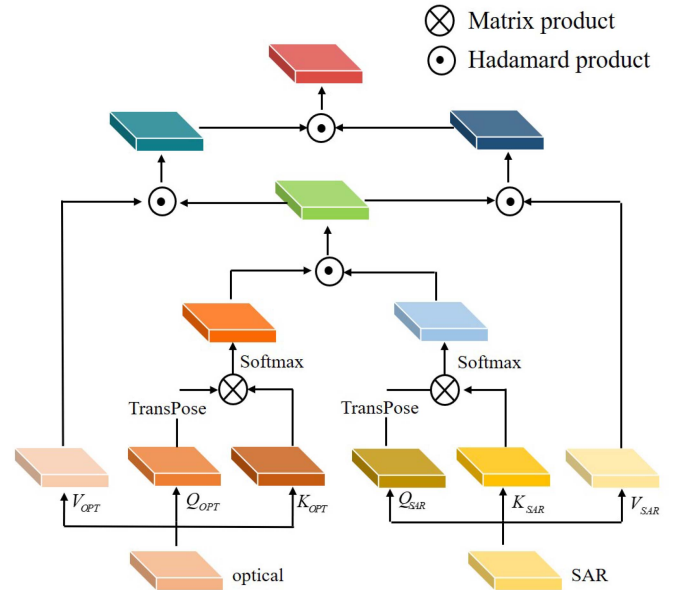 Matrix product
Hadamard product
Softmax
Softmax
TransPose
TransPose
V_OPT
Q_OPT
K_OPT
Q_SAR
K_SAR
V_SAR
optical
SAR